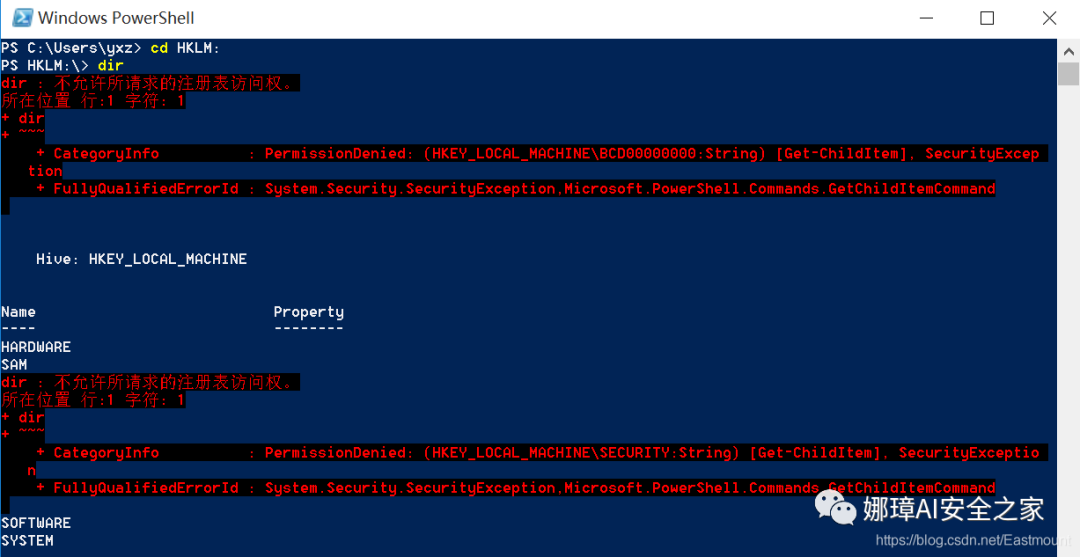 Windows PowerShell
PS C:\Users\yxz> cd HKLM:
PS HKLM:\> dir
dir : 不允许所请求的注册表访问权。
所在位置 行:1 字符: 1
+ dir
+ ~~~
    + CategoryInfo          : PermissionDenied: (HKEY_LOCAL_MACHINE\BCD00000000:String) [Get-ChildItem], SecurityExcep
   tion
    + FullyQualifiedErrorId : System.Security.SecurityException,Microsoft.PowerShell.Commands.GetChildItemCommand
    Hive: HKEY_LOCAL_MACHINE
Name                           Property
----                           --------
HARDWARE
SAM
dir : 不允许所请求的注册表访问权。
所在位置 行:1 字符: 1
+ dir
+ ~~~
    + CategoryInfo          : PermissionDenied: (HKEY_LOCAL_MACHINE\SECURITY:String) [Get-ChildItem], SecurityExceptio
   n
    + FullyQualifiedErrorId : System.Security.SecurityException,Microsoft.PowerShell.Commands.GetChildItemCommand
SOFTWARE
SYSTEM
娜璋AI安全之家
https://blog.csdn.net/Eastmount